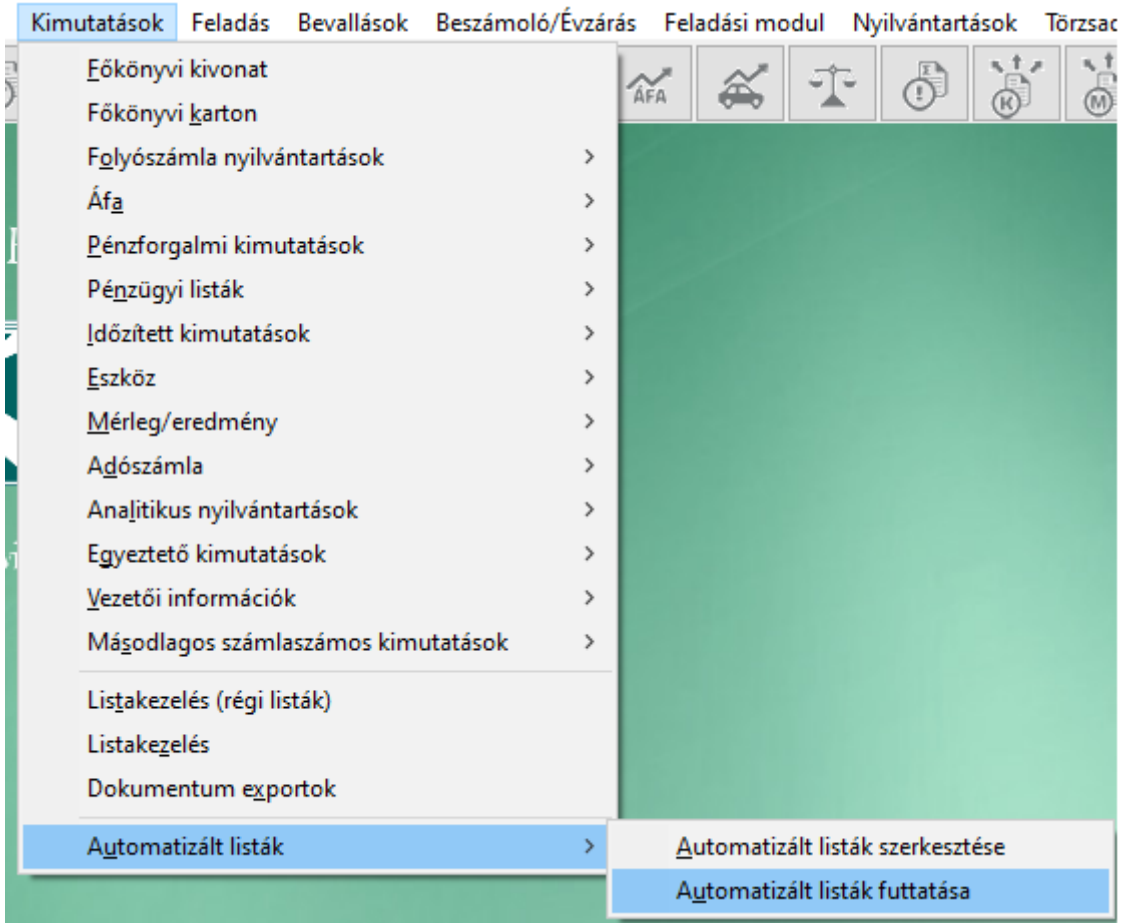 Kimutatások Feladás Bevallások Beszámoló/Évzárás Feladási modul Nyilvántartások
ÁFA K M
Főkönyvi kivonat
Főkönyvi karton
Folyószámla nyilvántartások
Áfa
Pénzforgalmi kimutatások
Pénzügyi listák
Időzített kimutatások
Eszköz
Mérleg/eredmény
Adószámla
Analitikus nyilvántartások
Egyeztető kimutatások
Vezetői információk
Másodlagos számlaszámos kimutatások
Listakezelés (régi listák)
Listakezelés
Dokumentum exportok
Automatizált listák
Automatizált listák szerkesztése
Automatizált listák futtatása